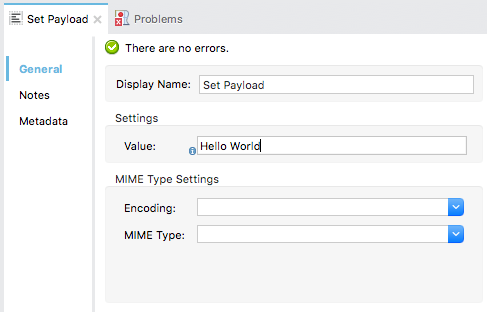 Set Payload
Problems
There are no errors.
General
Notes
Metadata
Display Name: Set Payload
Settings
Value: Hello World
MIME Type Settings
Encoding:
MIME Type: